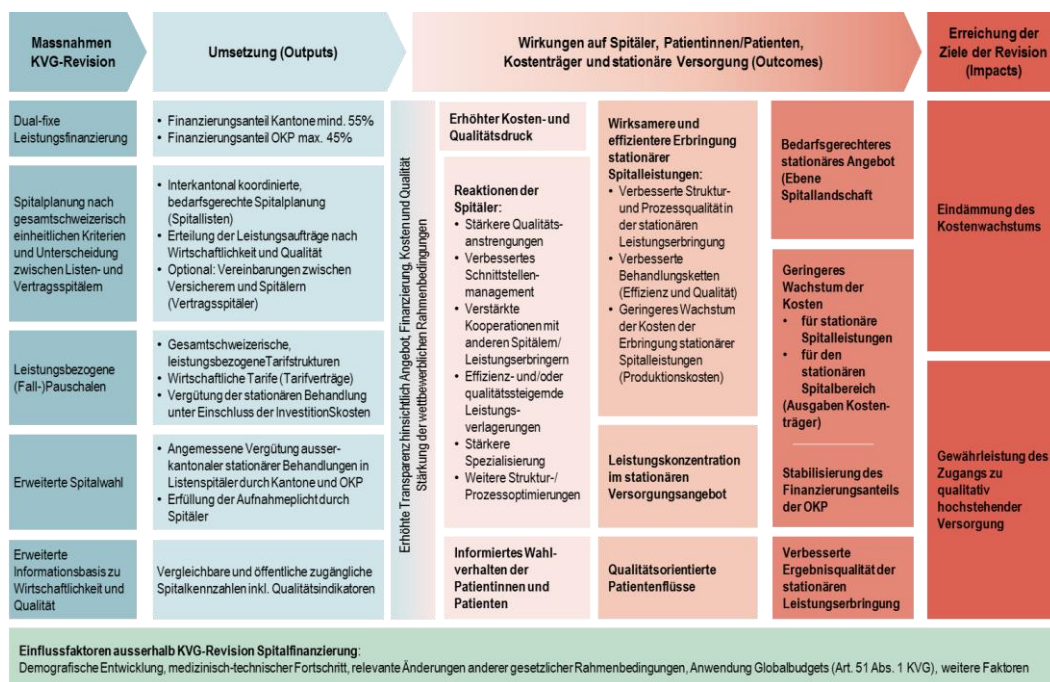 Massnahmen
KVG-Revision
Umsetzung (Outputs)
Wirkungen auf Spitäler, Patientinnen/Patienten,
Kostenträger und stationäre Versorgung (Outcomes)
Erreichung der
Ziele der Revision
(Impacts)
Dual-fixe
Leistungsfinanzierung
• Finanzierungsanteil Kantone mind. 55%
• Finanzierungsanteil OKP max. 45%
Spitalplanung nach
gesamtschweizerisch
einheitlichen Kriterien
und Unterscheidung
zwischen Listen- und
Vertragsspitälern
• Interkantonal koordinierte,
bedarfsgerechte Spitalplanung
(Spitallisten)
• Erteilung der Leistungsaufträge nach
Wirtschaftlichkeit und Qualität
• Optional: Vereinbarungen zwischen
Versicherern und Spitälern
(Vertragsspitäler)
Leistungsbezogene
(Fall-)Pauschalen
• Gesamtschweizerische,
leistungsbezogene Tarifstrukturen
• Wirtschaftliche Tarife (Tarifverträge)
• Vergütung der stationären Behandlung
unter Einschluss der InvestitionSkosten
Erweiterte Spitalwahl
• Angemessene Vergütung ausser-
kantonaler stationärer Behandlungen in
Listenspitäler durch Kantone und OKP
• Erfüllung der Aufnahmeplicht durch
Spitäler
Erweiterte
Informationsbasis zu
Wirtschaftlichkeit und
Qualität
Vergleichbare und öffentliche zugängliche
Spitalkennzahlen inkl. Qualitätsindikatoren
Erhöhte Transparenz hinsichtlich Angebot, Finanzierung, Kosten und Qualität
Stärkung der wettbewerblichen Rahmenbedingungen
Erhöhter Kosten- und
Qualitätsdruck
Reaktionen der
Spitäler:
• Stärkere Qualitäts-
anstrengungen
• Verbessertes
Schnittstellen-
management
• Verstärkte
Kooperationen mit
anderen Spitälern/
Leistungserbringern
• Effizienz- und/oder
qualitätssteigernde
Leistungs-
verlagerungen
• Stärkere
Spezialisierung
• Weitere Struktur-/
Prozessoptimierungen
Informiertes Wahl-
verhalten der
Patientinnen und
Patienten
Wirksamere und
effizientere Erbringung
stationärer
Spitalleistungen:
• Verbesserte Struktur-
und Prozessqualität in
der stationären
Leistungserbringung
• Verbesserte
Behandlungsketten
(Effizienz und Qualität)
• Geringeres Wachstum
der Kosten der
Erbringung stationärer
Spitalleistungen
(Produktionskosten)
Leistungskonzentration
im stationären
Versorgungsangebot
Qualitätsorientierte
Patientenflüsse
Bedarfsgerechteres
stationäres Angebot
(Ebene
Spitallandschaft
Geringeres
Wachstum der
Kosten
• für stationäre
Spitalleistungen
• für den
stationären
Spitalbereich
(Ausgaben Kosten-
träger)
Stabilisierung des
Finanzierungsanteils
der OKP
Verbesserte
Ergebnisqualität der
stationären
Leistungserbringung
Eindämmung des
Kostenwachstums
Gewährleistung des
Zugangs zu
qualitativ
hochstehender
Versorgung
Einflussfaktoren ausserhalb KVG-Revision Spitalfinanzierung:
Demografische Entwicklung, medizinisch-technischer Fortschritt, relevante Änderungen anderer gesetzlicher Rahmenbedingungen, Anwendung Globalbudgets (Art. 51 Abs. 1 KVG), weitere Faktoren